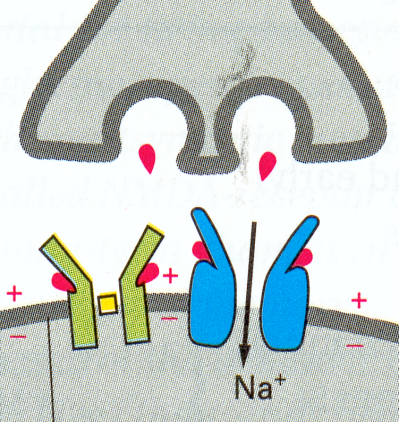 + + +
− − −
Na⁺